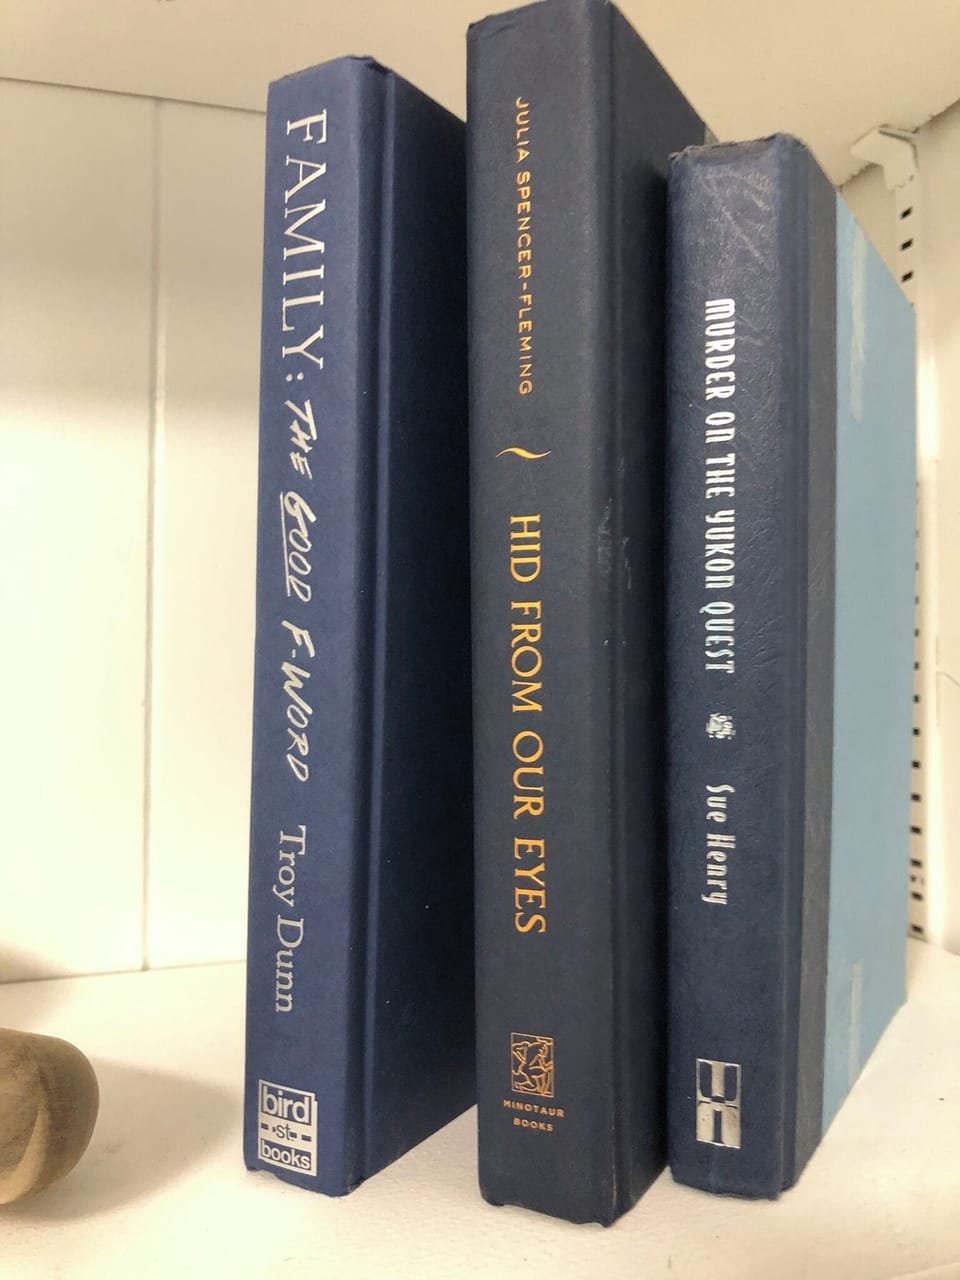 FAMILY: THE GOOD F-WORD Troy Dunn
bird
st.
books
JULIA SPENCER-FLEMING HID FROM OUR EYES
MINOTAUR
BOOKS
MURDER ON THE YUKON QUEST Sue Henry